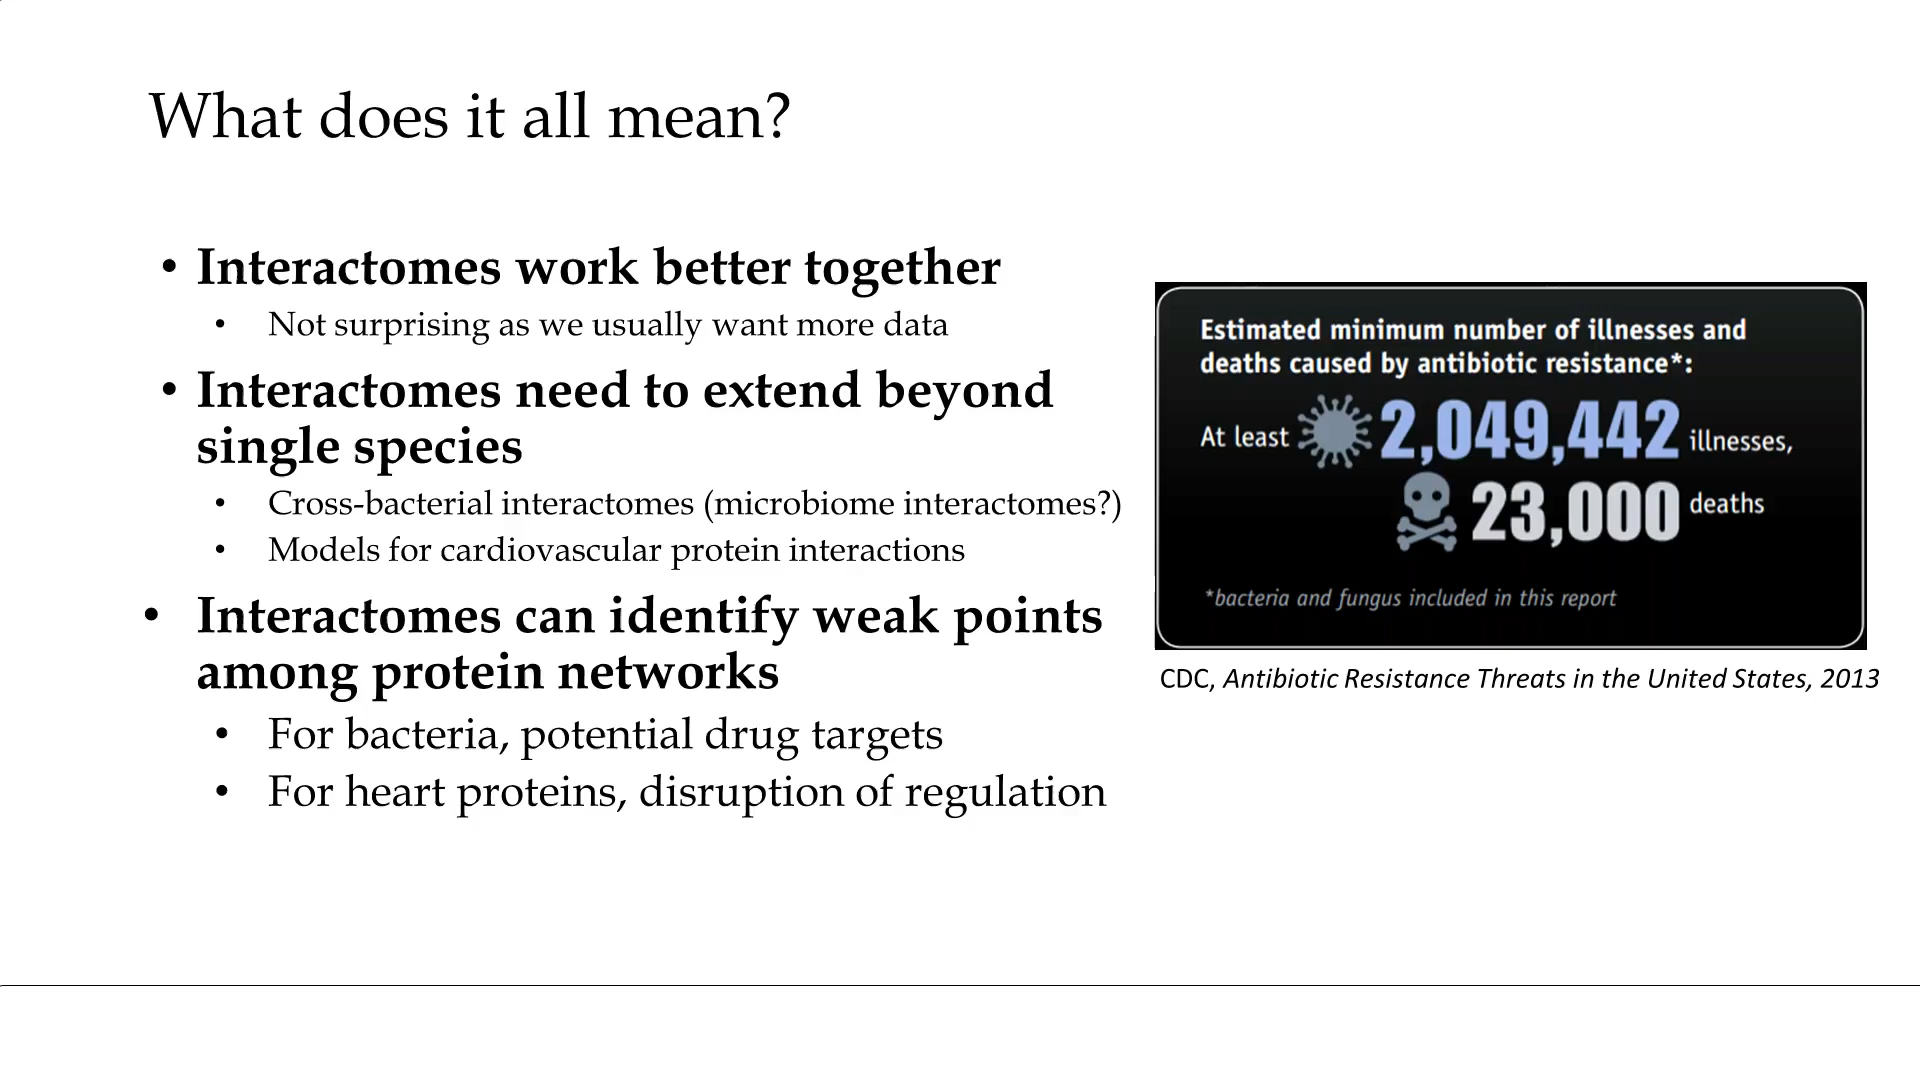 What does it all mean?
• Interactomes work better together
• Not surprising as we usually want more data
• Interactomes need to extend beyond
single species
• Cross-bacterial interactomes (microbiome interactomes?)
• Models for cardiovascular protein interactions
• Interactomes can identify weak points
among protein networks
• For bacteria, potential drug targets
• For heart proteins, disruption of regulation
Estimated minimum number of illnesses and
deaths caused by antibiotic resistance*:
At least 2,049,442 illnesses,
23,000 deaths
*bacteria and fungus included in this report
CDC, Antibiotic Resistance Threats in the United States, 2013